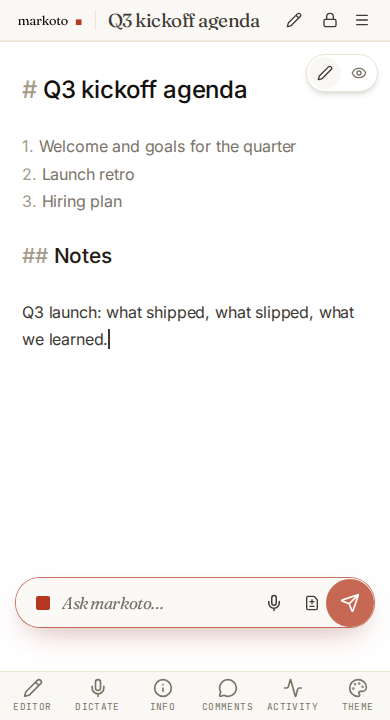 markoto
Q3 kickoff agenda
# Q3 kickoff agenda
1. Welcome and goals for the quarter
2. Launch retro
3. Hiring plan
## Notes
Q3 launch: what shipped, what slipped, what
we learned.
Ask markoto...
EDITOR DICTATE INFO COMMENTS ACTIVITY THEME